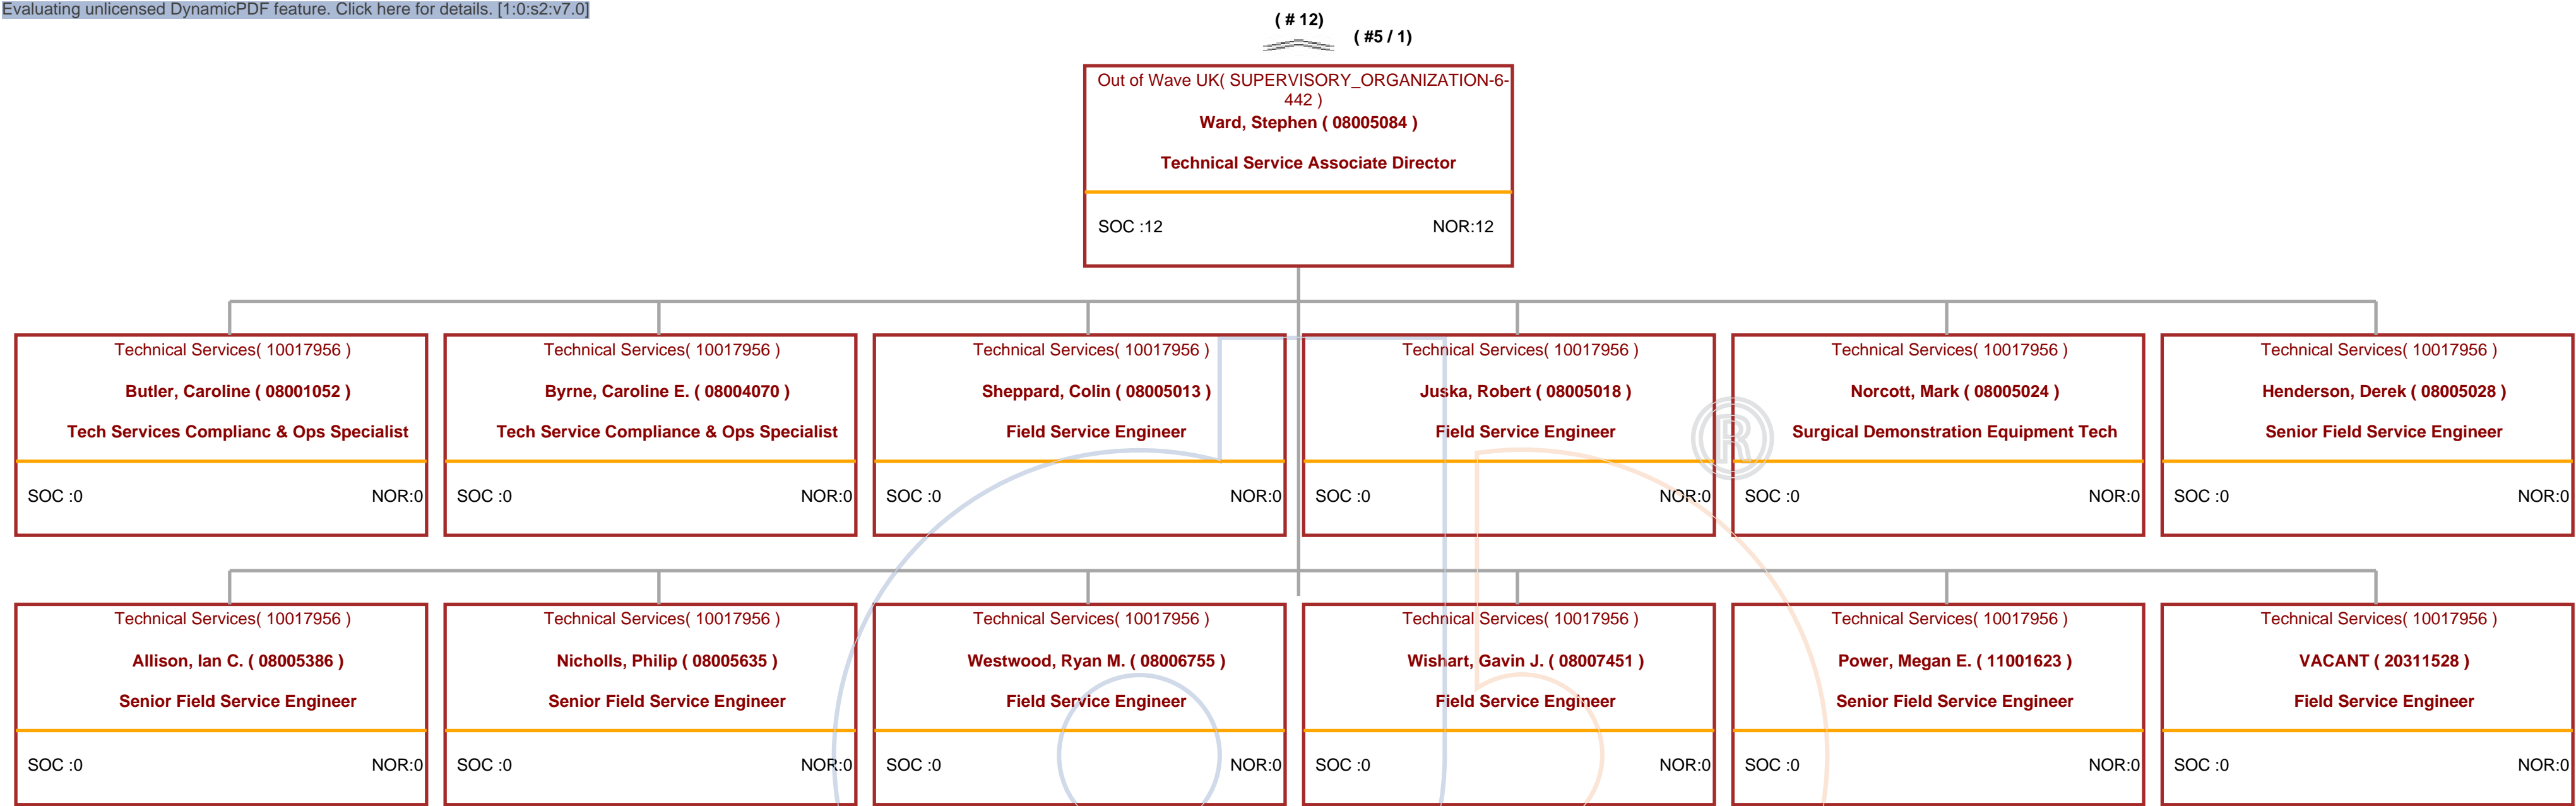 Evaluating unlicensed DynamicPDF feature. Click here for details. [1:0:s2:v7.0]
( # 12)
( #5 / 1)
Out of Wave UK( SUPERVISORY_ORGANIZATION-6-
442 )
Ward, Stephen ( 08005084 )
Technical Service Associate Director
SOC :12 NOR:12
Technical Services( 10017956 )
Butler, Caroline ( 08001052 )
Tech Services Complianc & Ops Specialist
SOC :0 NOR:0
Technical Services( 10017956 )
Byrne, Caroline E. ( 08004070 )
Tech Service Compliance & Ops Specialist
SOC :0 NOR:0
Technical Services( 10017956 )
Sheppard, Colin ( 08005013 )
Field Service Engineer
SOC :0 NOR:0
Technical Services( 10017956 )
Juska, Robert ( 08005018 )
Field Service Engineer
SOC :0 NOR:0
Technical Services( 10017956 )
Norcott, Mark ( 08005024 )
Surgical Demonstration Equipment Tech
SOC :0 NOR:0
Technical Services( 10017956 )
Henderson, Derek ( 08005028 )
Senior Field Service Engineer
SOC :0 NOR:0
®
Technical Services( 10017956 )
Allison, Ian C. ( 08005386 )
Senior Field Service Engineer
SOC :0 NOR:0
Technical Services( 10017956 )
Nicholls, Philip ( 08005635 )
Senior Field Service Engineer
SOC :0 NOR:0
Technical Services( 10017956 )
Westwood, Ryan M. ( 08006755 )
Field Service Engineer
SOC :0 NOR:0
Technical Services( 10017956 )
Wishart, Gavin J. ( 08007451 )
Field Service Engineer
SOC :0 NOR:0
Technical Services( 10017956 )
Power, Megan E. ( 11001623 )
Senior Field Service Engineer
SOC :0 NOR:0
Technical Services( 10017956 )
VACANT ( 20311528 )
Field Service Engineer
SOC :0 NOR:0